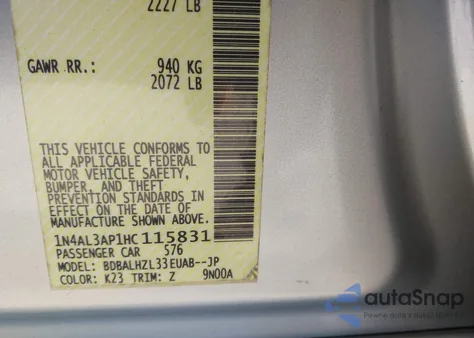 2227 LB
GAWR RR.: 940 KG
2072 LB
THIS VEHICLE CONFORMS TO
ALL APPLICABLE FEDERAL
MOTOR VEHICLE SAFETY,
BUMPER, AND THEFT
PREVENTION STANDARDS IN
EFFECT ON THE DATE OF
MANUFACTURE SHOWN ABOVE.
1N4AL3AP1HC115831
PASSENGER CAR 576
MODEL: BDBALHZL33EUAB--JP
COLOR: K23 TRIM: Z 9N00A
autoSnap